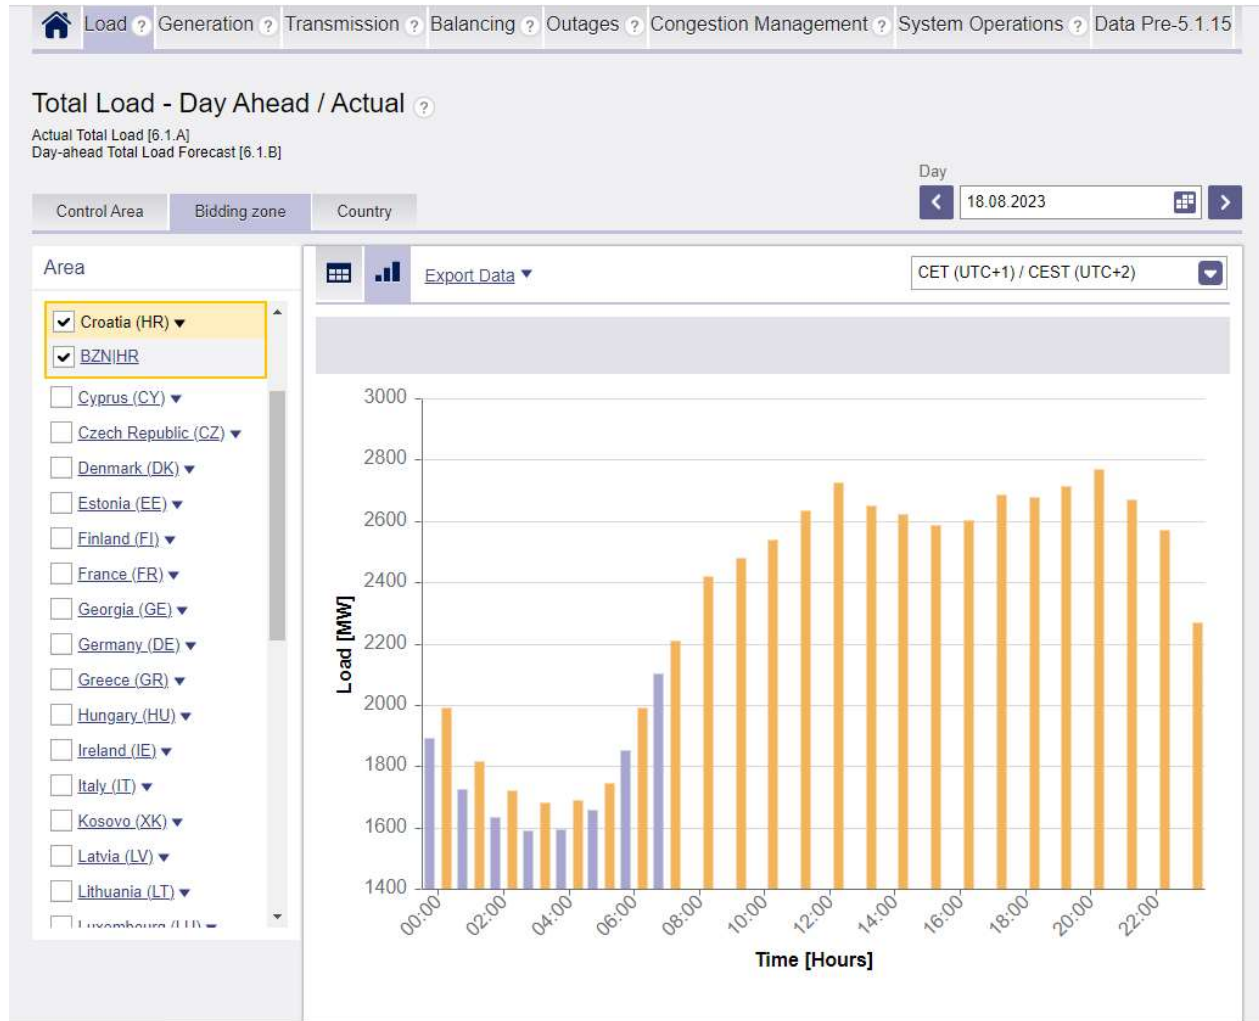 Load ? Generation ? Transmission ? Balancing ? Outages ? Congestion Management ? System Operations ? Data Pre-5.1.15
Total Load - Day Ahead / Actual ?
Actual Total Load [6.1.A]
Day-ahead Total Load Forecast [6.1.B]
Day
18.08.2023
Control Area Bidding zone Country
Area
Export Data
CET (UTC+1) / CEST (UTC+2)
Croatia (HR)
BZN|HR
Cyprus (CY)
Czech Republic (CZ)
Denmark (DK)
Estonia (EE)
Finland (FI)
France (FR)
Georgia (GE)
Germany (DE)
Greece (GR)
Hungary (HU)
Ireland (IE)
Italy (IT)
Kosovo (XK)
Latvia (LV)
Lithuania (LT)
Luxembourg (LU)
3000
2800
2600
2400
2200
2000
1800
1600
1400
Load [MW]
00:00 02:00 04:00 06:00 08:00 10:00 12:00 14:00 16:00 18:00 20:00 22:00
Time [Hours]